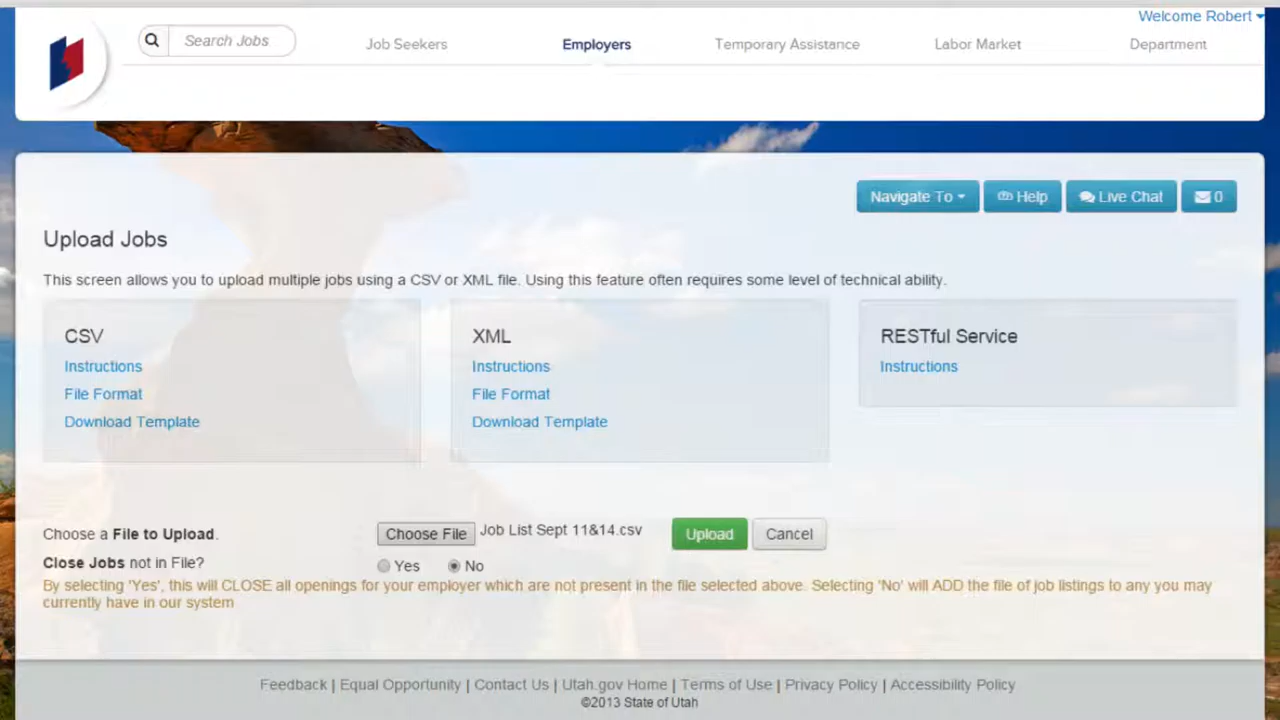 Welcome Robert
Search Jobs
Job Seekers
Employers
Temporary Assistance
Labor Market
Department
Navigate To
Help
Live Chat
0
Upload Jobs
This screen allows you to upload multiple jobs using a CSV or XML file. Using this feature often requires some level of technical ability.
CSV
Instructions
File Format
Download Template
XML
Instructions
File Format
Download Template
RESTful Service
Instructions
Choose a File to Upload.
Choose File Job List Sept 11&14.csv
Upload
Cancel
Close Jobs not in File?
Yes
No
By selecting 'Yes', this will CLOSE all openings for your employer which are not present in the file selected above. Selecting 'No' will ADD the file of job listings to any you may
currently have in our system
Feedback | Equal Opportunity | Contact Us | Utah.gov Home | Terms of Use | Privacy Policy | Accessibility Policy
©2013 State of Utah